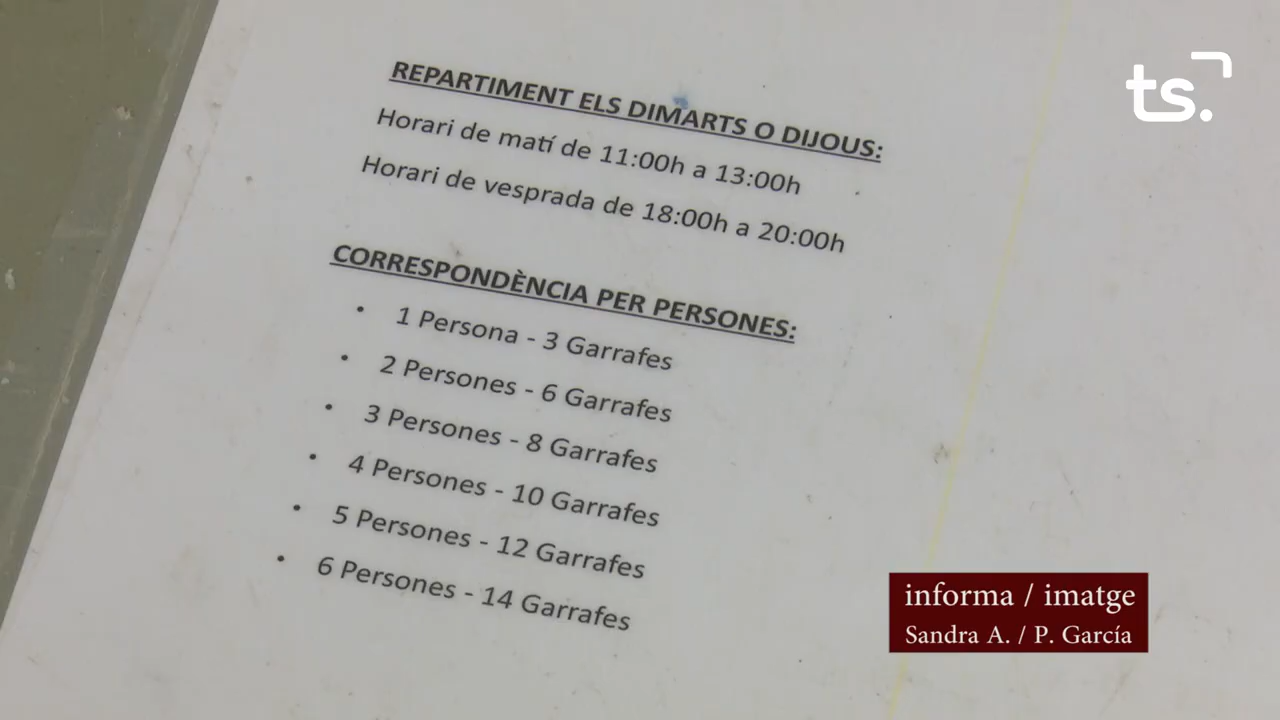 ts.
REPARTIMENT ELS DIMARTS O DIJOUS:
Horari de matí de 11:00h a 13:00h
Horari de vesprada de 18:00h a 20:00h
CORRESPONDÈNCIA PER PERSONES:
• 1 Persona - 3 Garrafes
• 2 Persones - 6 Garrafes
• 3 Persones - 8 Garrafes
• 4 Persones - 10 Garrafes
• 5 Persones - 12 Garrafes
• 6 Persones - 14 Garrafes
informa / imatge
Sandra A. / P. García